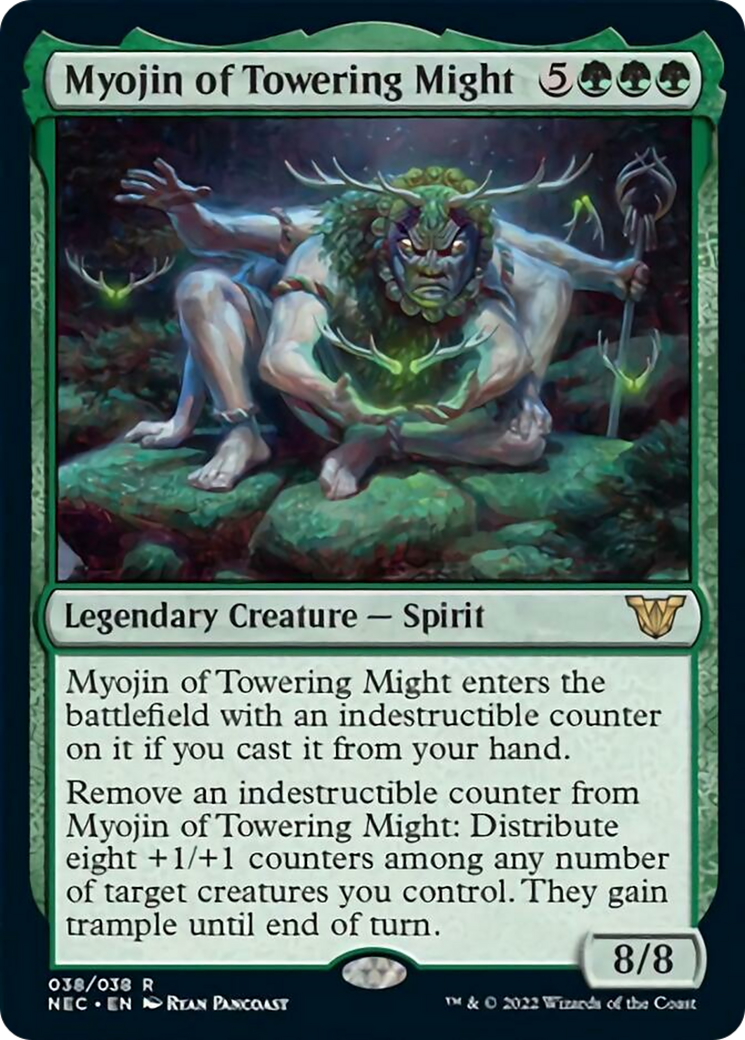 Myojin of Towering Might 5
Legendary Creature — Spirit
Myojin of Towering Might enters the
battlefield with an indestructible counter
on it if you cast it from your hand.
Remove an indestructible counter from
Myojin of Towering Might: Distribute
eight +1/+1 counters among any number
of target creatures you control. They gain
trample until end of turn.
8/8
038/038 R
NEC • EN Ryan Pancoast
™ & © 2022 Wizards of the Coast